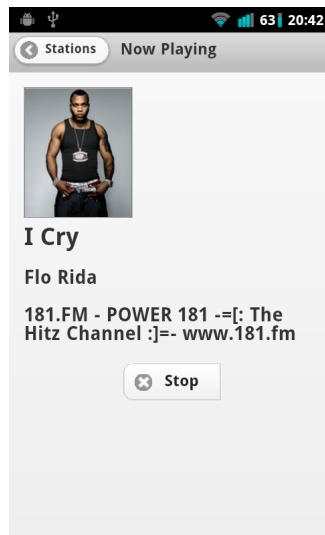 63 20:42
Stations Now Playing
I Cry
Flo Rida
181.FM - POWER 181 -=[: The
Hitz Channel :]=- www.181.fm
Stop